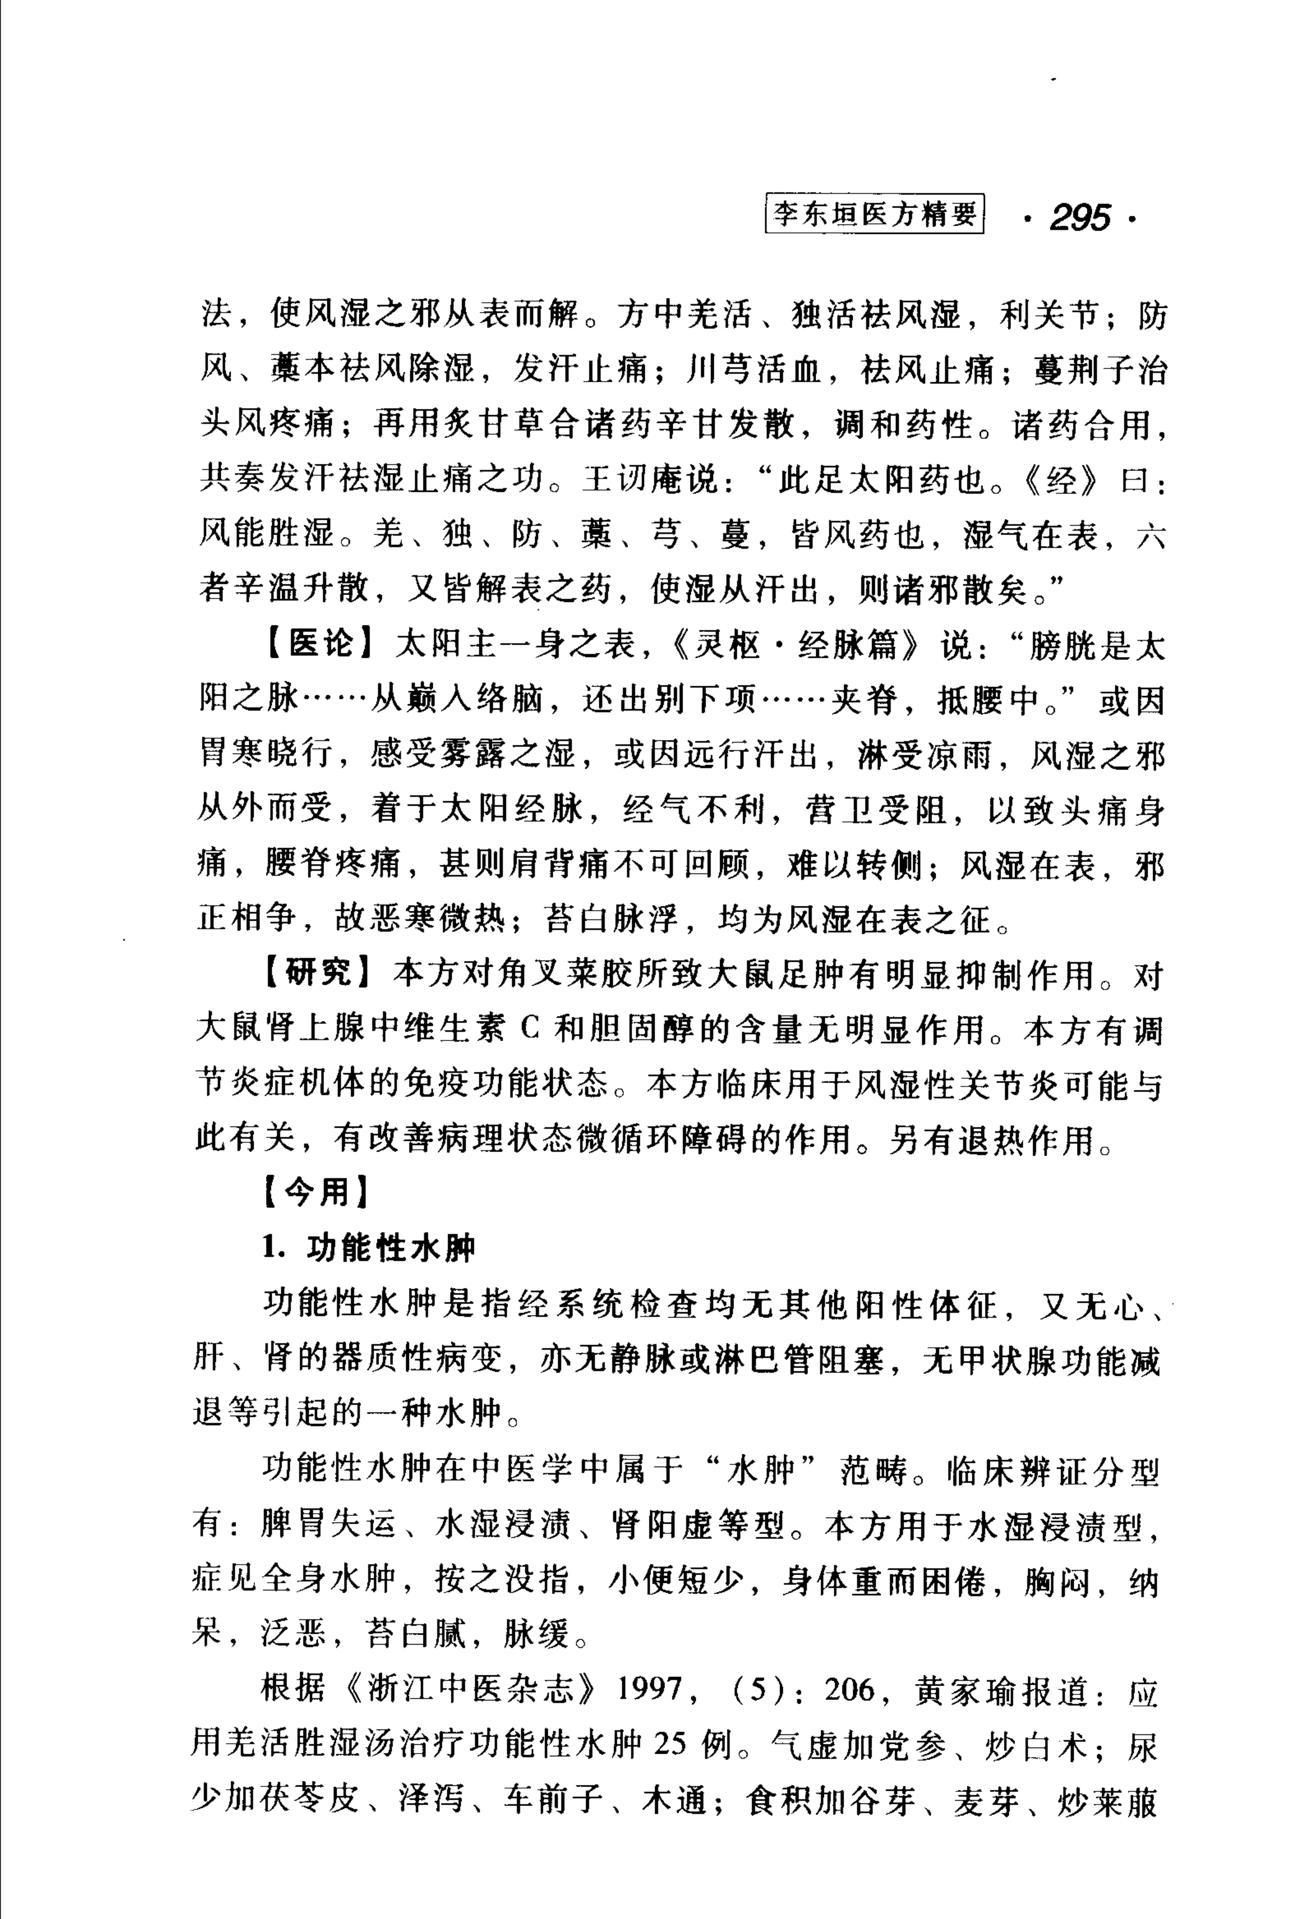 李东垣医方精要 · 295 ·
法，使风湿之邪从表而解。方中羌活、独活祛风湿，利关节；防
风、藁本祛风除湿，发汗止痛；川芎活血，祛风止痛；蔓荆子治
头风疼痛；再用炙甘草合诸药辛甘发散，调和药性。诸药合用，
共奏发汗祛湿止痛之功。王讱庵说：“此足太阳药也。《经》曰：
风能胜湿。羌、独、防、藁、芎、蔓，皆风药也，湿气在表，六
者辛温升散，又皆解表之药，使湿从汗出，则诸邪散矣。”
【医论】太阳主一身之表，《灵枢·经脉篇》说：“膀胱是太
阳之脉……从巅入络脑，还出别下项……夹脊，抵腰中。”或因
胃寒晓行，感受雾露之湿，或因远行汗出，淋受凉雨，风湿之邪
从外而受，着于太阳经脉，经气不利，营卫受阻，以致头痛身
痛，腰脊疼痛，甚则肩背痛不可回顾，难以转侧；风湿在表，邪
正相争，故恶寒微热；苔白脉浮，均为风湿在表之征。
【研究】本方对角叉菜胶所致大鼠足肿有明显抑制作用。对
大鼠肾上腺中维生素 C 和胆固醇的含量无明显作用。本方有调
节炎症机体的免疫功能状态。本方临床用于风湿性关节炎可能与
此有关，有改善病理状态微循环障碍的作用。另有退热作用。
【今用】
1. 功能性水肿
功能性水肿是指经系统检查均无其他阳性体征，又无心、
肝、肾的器质性病变，亦无静脉或淋巴管阻塞，无甲状腺功能减
退等引起的一种水肿。
功能性水肿在中医学中属于“水肿”范畴。临床辨证分型
有：脾胃失运、水湿浸渍、肾阳虚等型。本方用于水湿浸渍型，
症见全身水肿，按之没指，小便短少，身体重而困倦，胸闷，纳
呆，泛恶，苔白腻，脉缓。
根据《浙江中医杂志》1997，（5）：206，黄家瑜报道：应
用羌活胜湿汤治疗功能性水肿 25 例。气虚加党参、炒白术；尿
少加茯苓皮、泽泻、车前子、木通；食积加谷芽、麦芽、炒莱菔